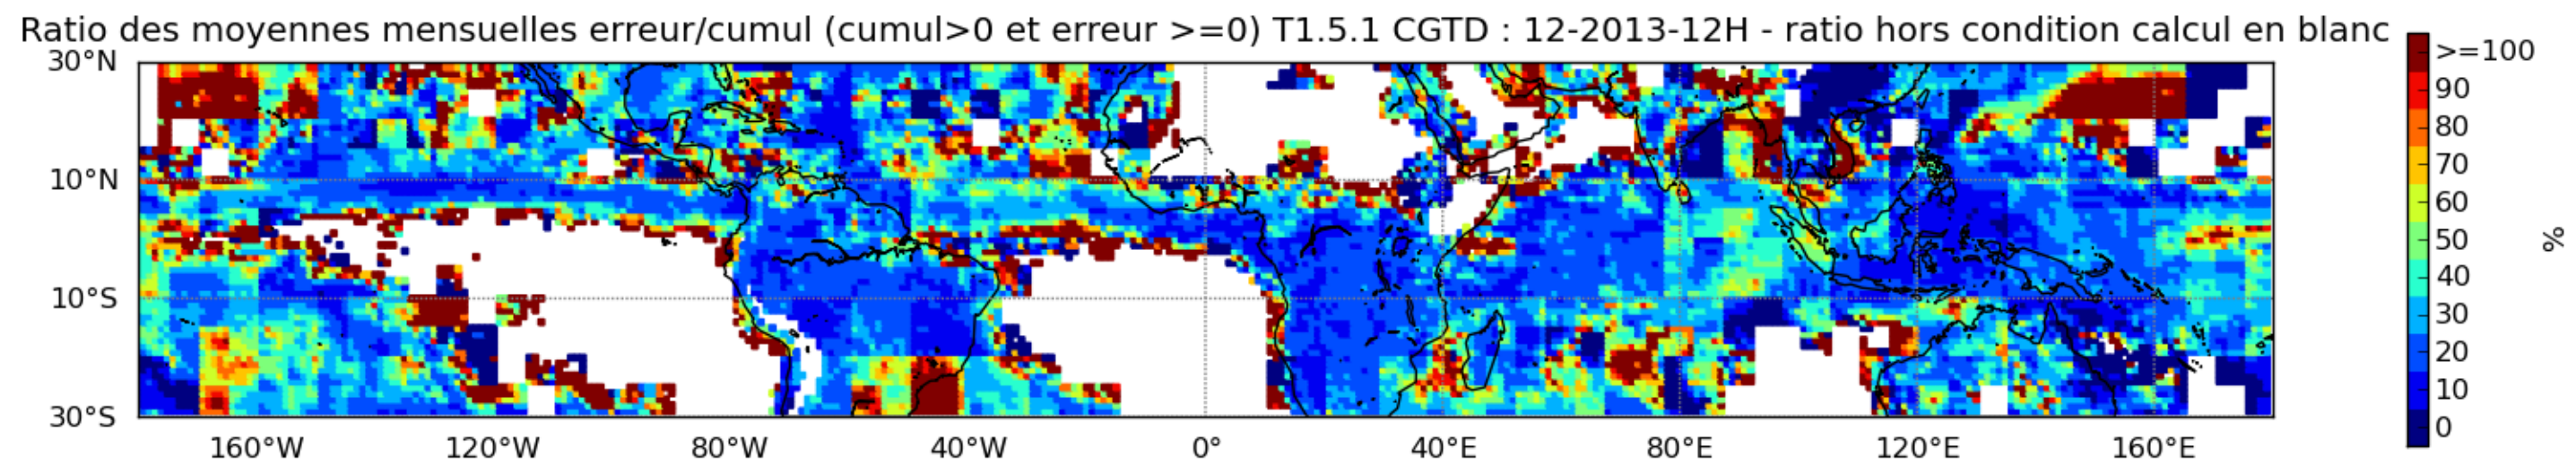 Ratio des moyennes mensuelles erreur/cumul (cumul>0 et erreur >=0) T1.5.1 CGTD : 12-2013-12H - ratio hors condition calcul en blanc
30°N
10°N
10°S
30°S
160°W 120°W 80°W 40°W 0° 40°E 80°E 120°E 160°E
>=100
90
80
70
60
50
40
30
20
10
0
%